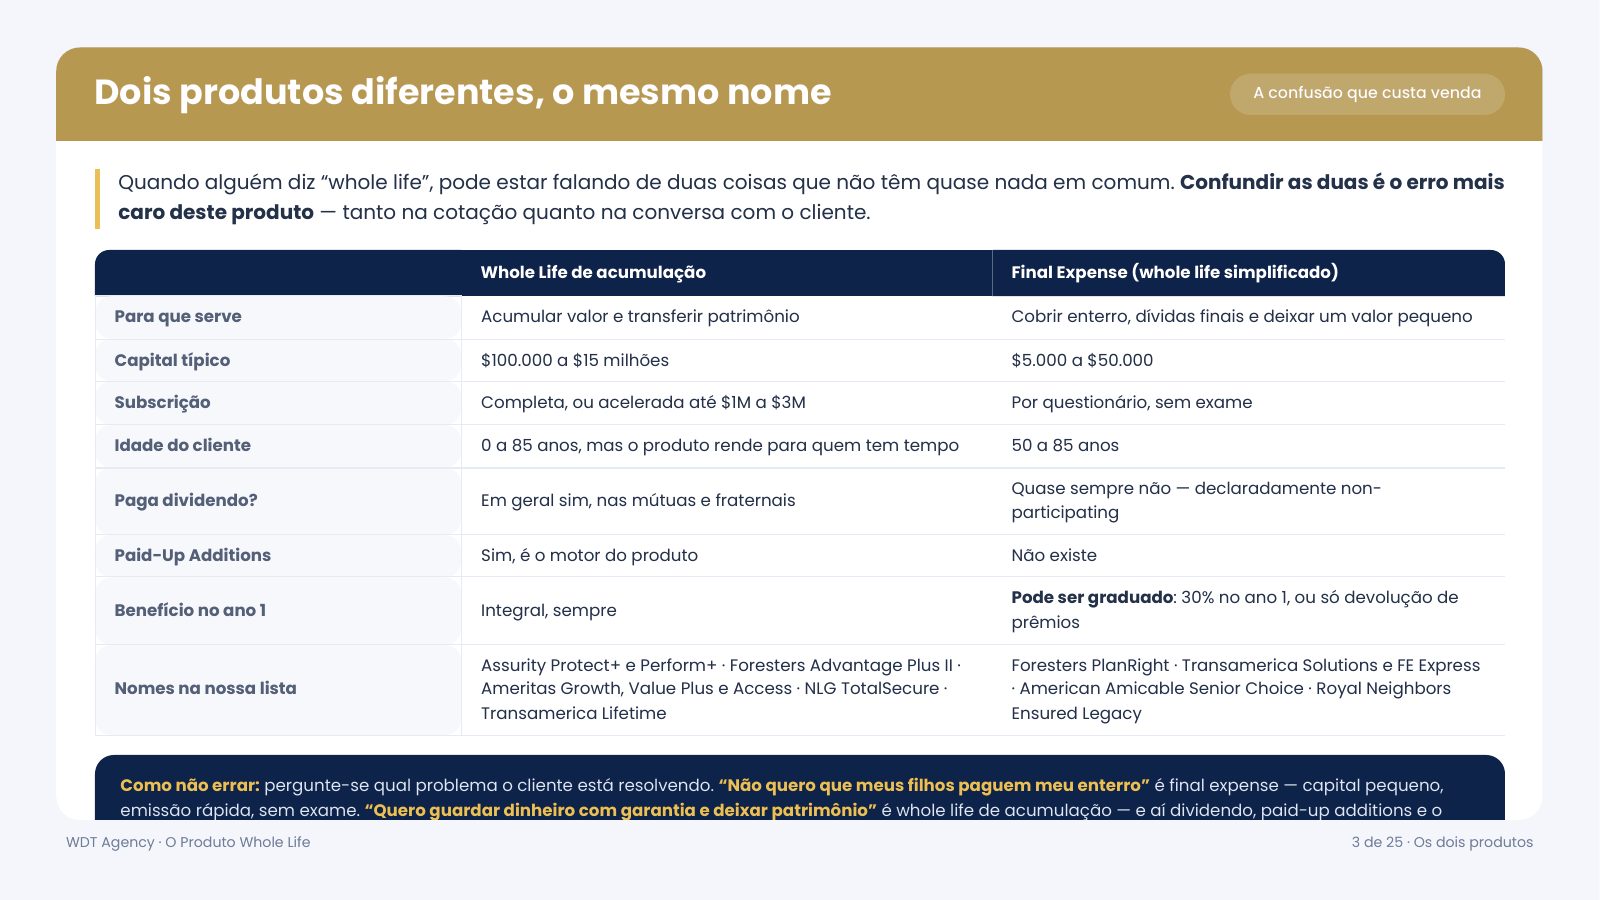 Dois produtos diferentes, o mesmo nome
A confusão que custa venda
Quando alguém diz “whole life”, pode estar falando de duas coisas que não têm quase nada em comum. Confundir as duas é o erro mais
caro deste produto — tanto na cotação quanto na conversa com o cliente.
Whole Life de acumulação
Final Expense (whole life simplificado)
Para que serve
Acumular valor e transferir patrimônio
Cobrir enterro, dívidas finais e deixar um valor pequeno
Capital típico
$100.000 a $15 milhões
$5.000 a $50.000
Subscrição
Completa, ou acelerada até $1M a $3M
Por questionário, sem exame
Idade do cliente
0 a 85 anos, mas o produto rende para quem tem tempo
50 a 85 anos
Paga dividendo?
Em geral sim, nas mútuas e fraternais
Quase sempre não — declaradamente non-
participating
Paid-Up Additions
Sim, é o motor do produto
Não existe
Benefício no ano 1
Integral, sempre
Pode ser graduado: 30% no ano 1, ou só devolução de
prêmios
Nomes na nossa lista
Assurity Protect+ e Perform+ · Foresters Advantage Plus II ·
Ameritas Growth, Value Plus e Access · NLG TotalSecure ·
Transamerica Lifetime
Foresters PlanRight · Transamerica Solutions e FE Express
· American Amicable Senior Choice · Royal Neighbors
Ensured Legacy
Como não errar: pergunte-se qual problema o cliente está resolvendo. “Não quero que meus filhos paguem meu enterro” é final expense — capital pequeno,
emissão rápida, sem exame. “Quero guardar dinheiro com garantia e deixar patrimônio” é whole life de acumulação — e aí dividendo, paid-up additions e o
WDT Agency · O Produto Whole Life
3 de 25 · Os dois produtos